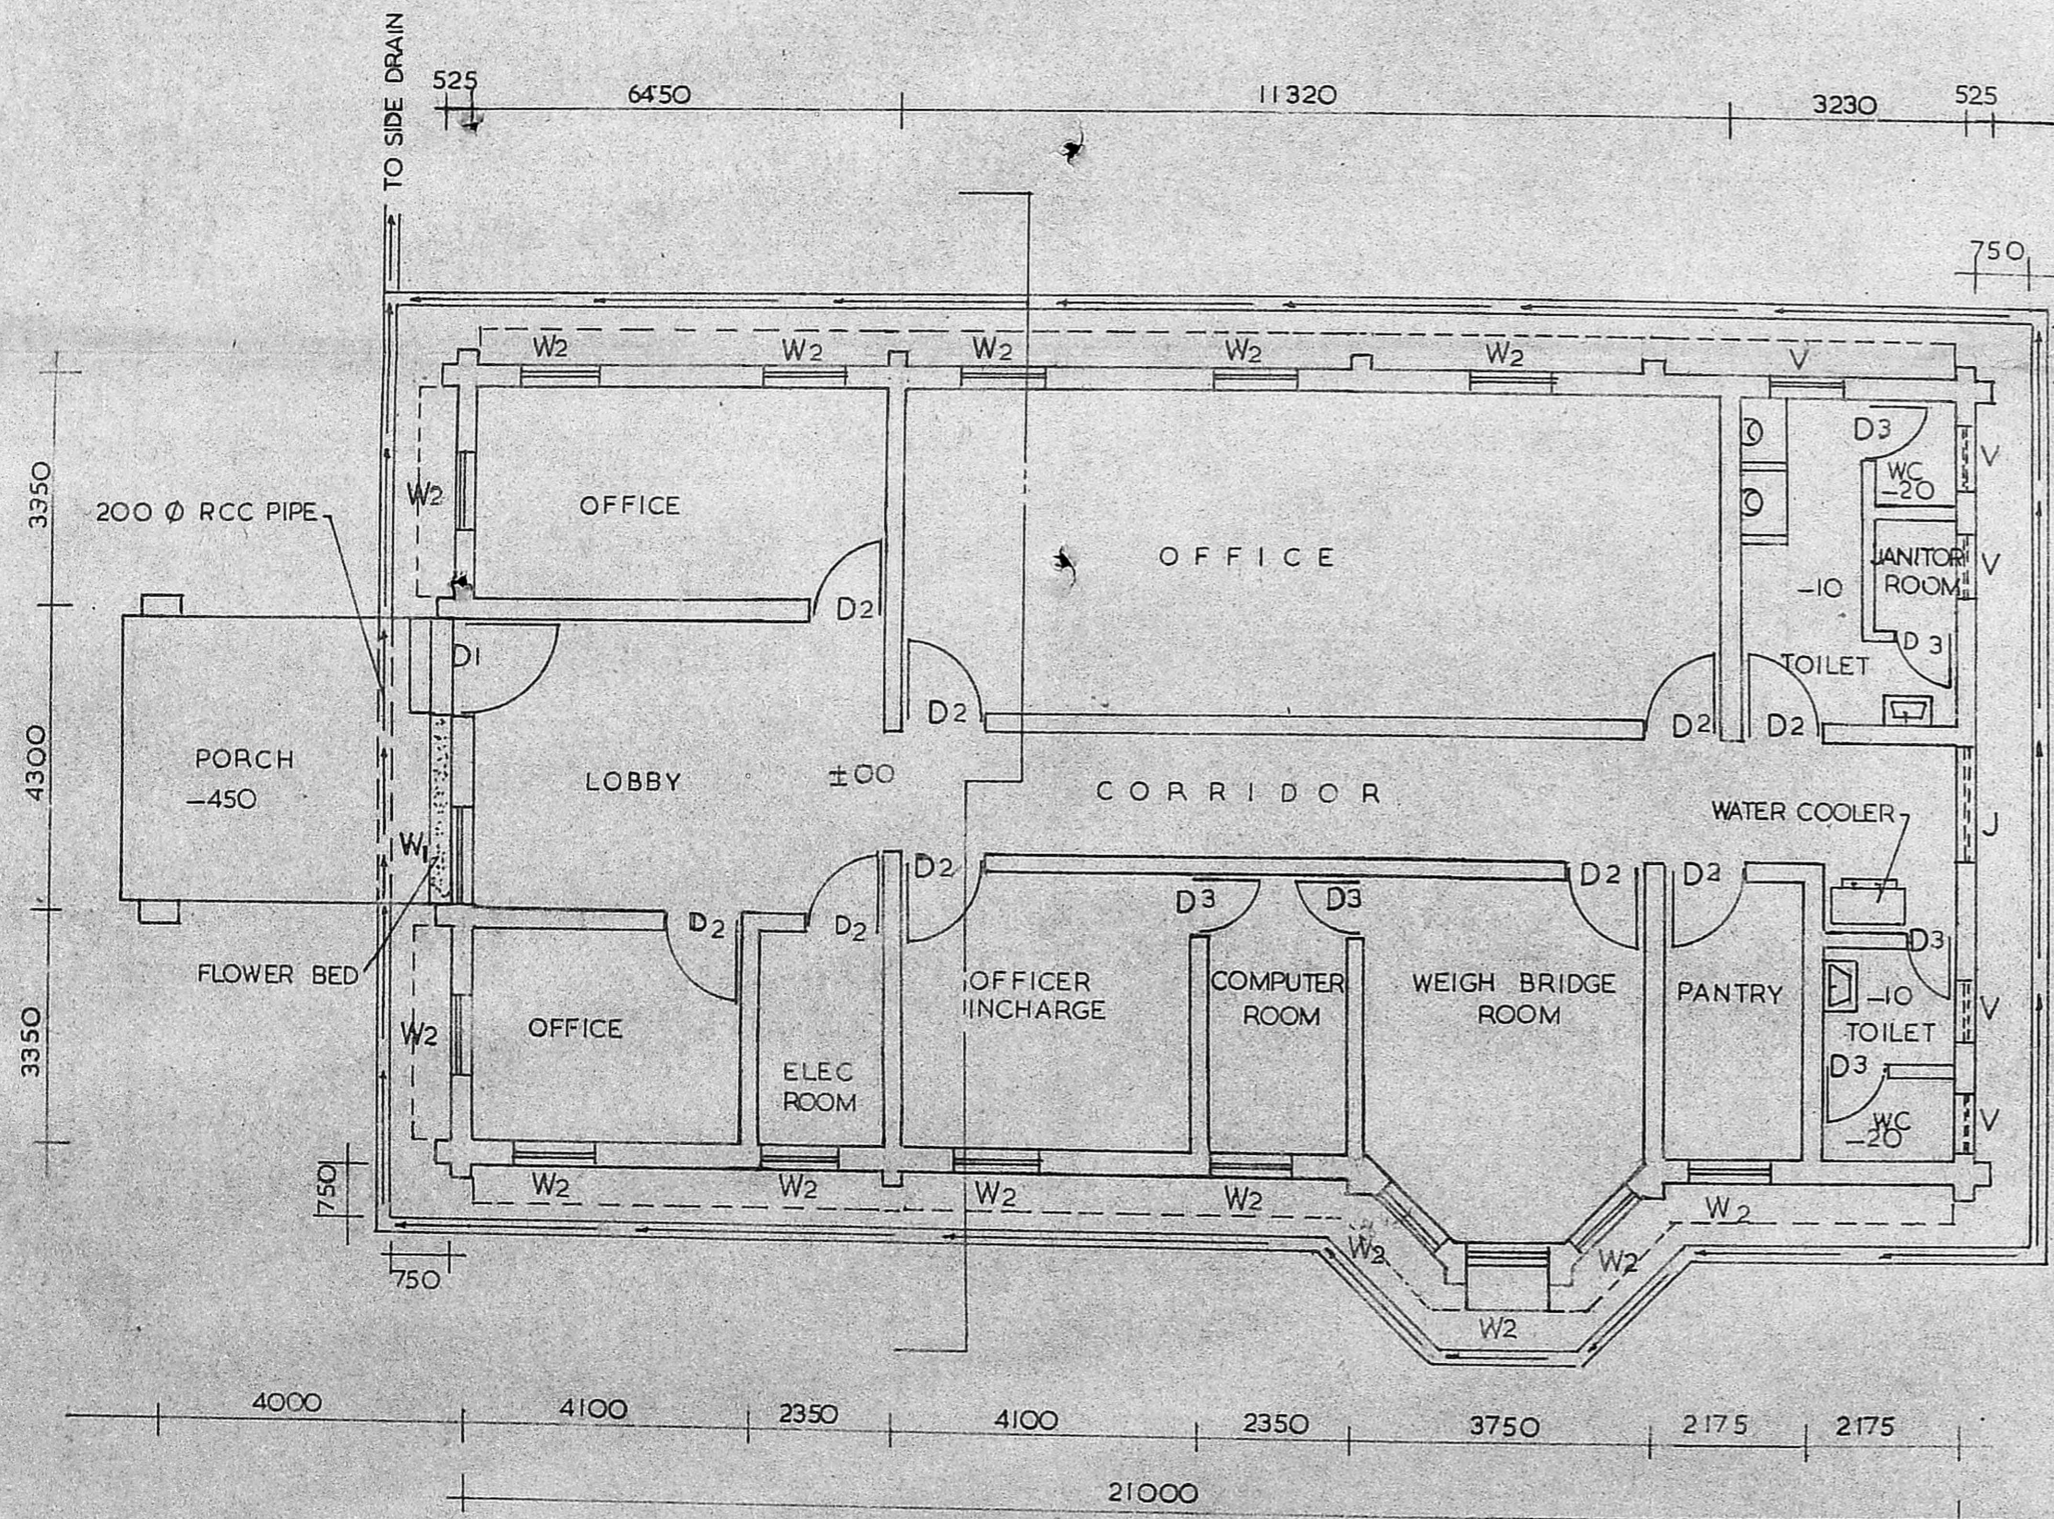 TO SIDE DRAIN
525
6450
11320
3230
525
750
W2
W2
W2
W2
W2
V
3350
200 Ø RCC PIPE
W2
OFFICE
D2
OFFICE
D3
WC
-20
V
JANITOR
ROOM
V
-10
D3
TOILET
D1
D2
D2
D2
4300
PORCH
-450
LOBBY
±00
CORRIDOR
WATER COOLER
J
W1
FLOWER BED
D2
D2
D2
D3
D3
D2
D2
D3
3350
W2
OFFICE
ELEC
ROOM
OFFICER
INCHARGE
COMPUTER
ROOM
WEIGH BRIDGE
ROOM
PANTRY
-10
TOILET
V
D3
WC
-20
V
750
W2
W2
W2
W2
W2
W2
W2
W2
750
4000
4100
2350
4100
2350
3750
2175
2175
21000